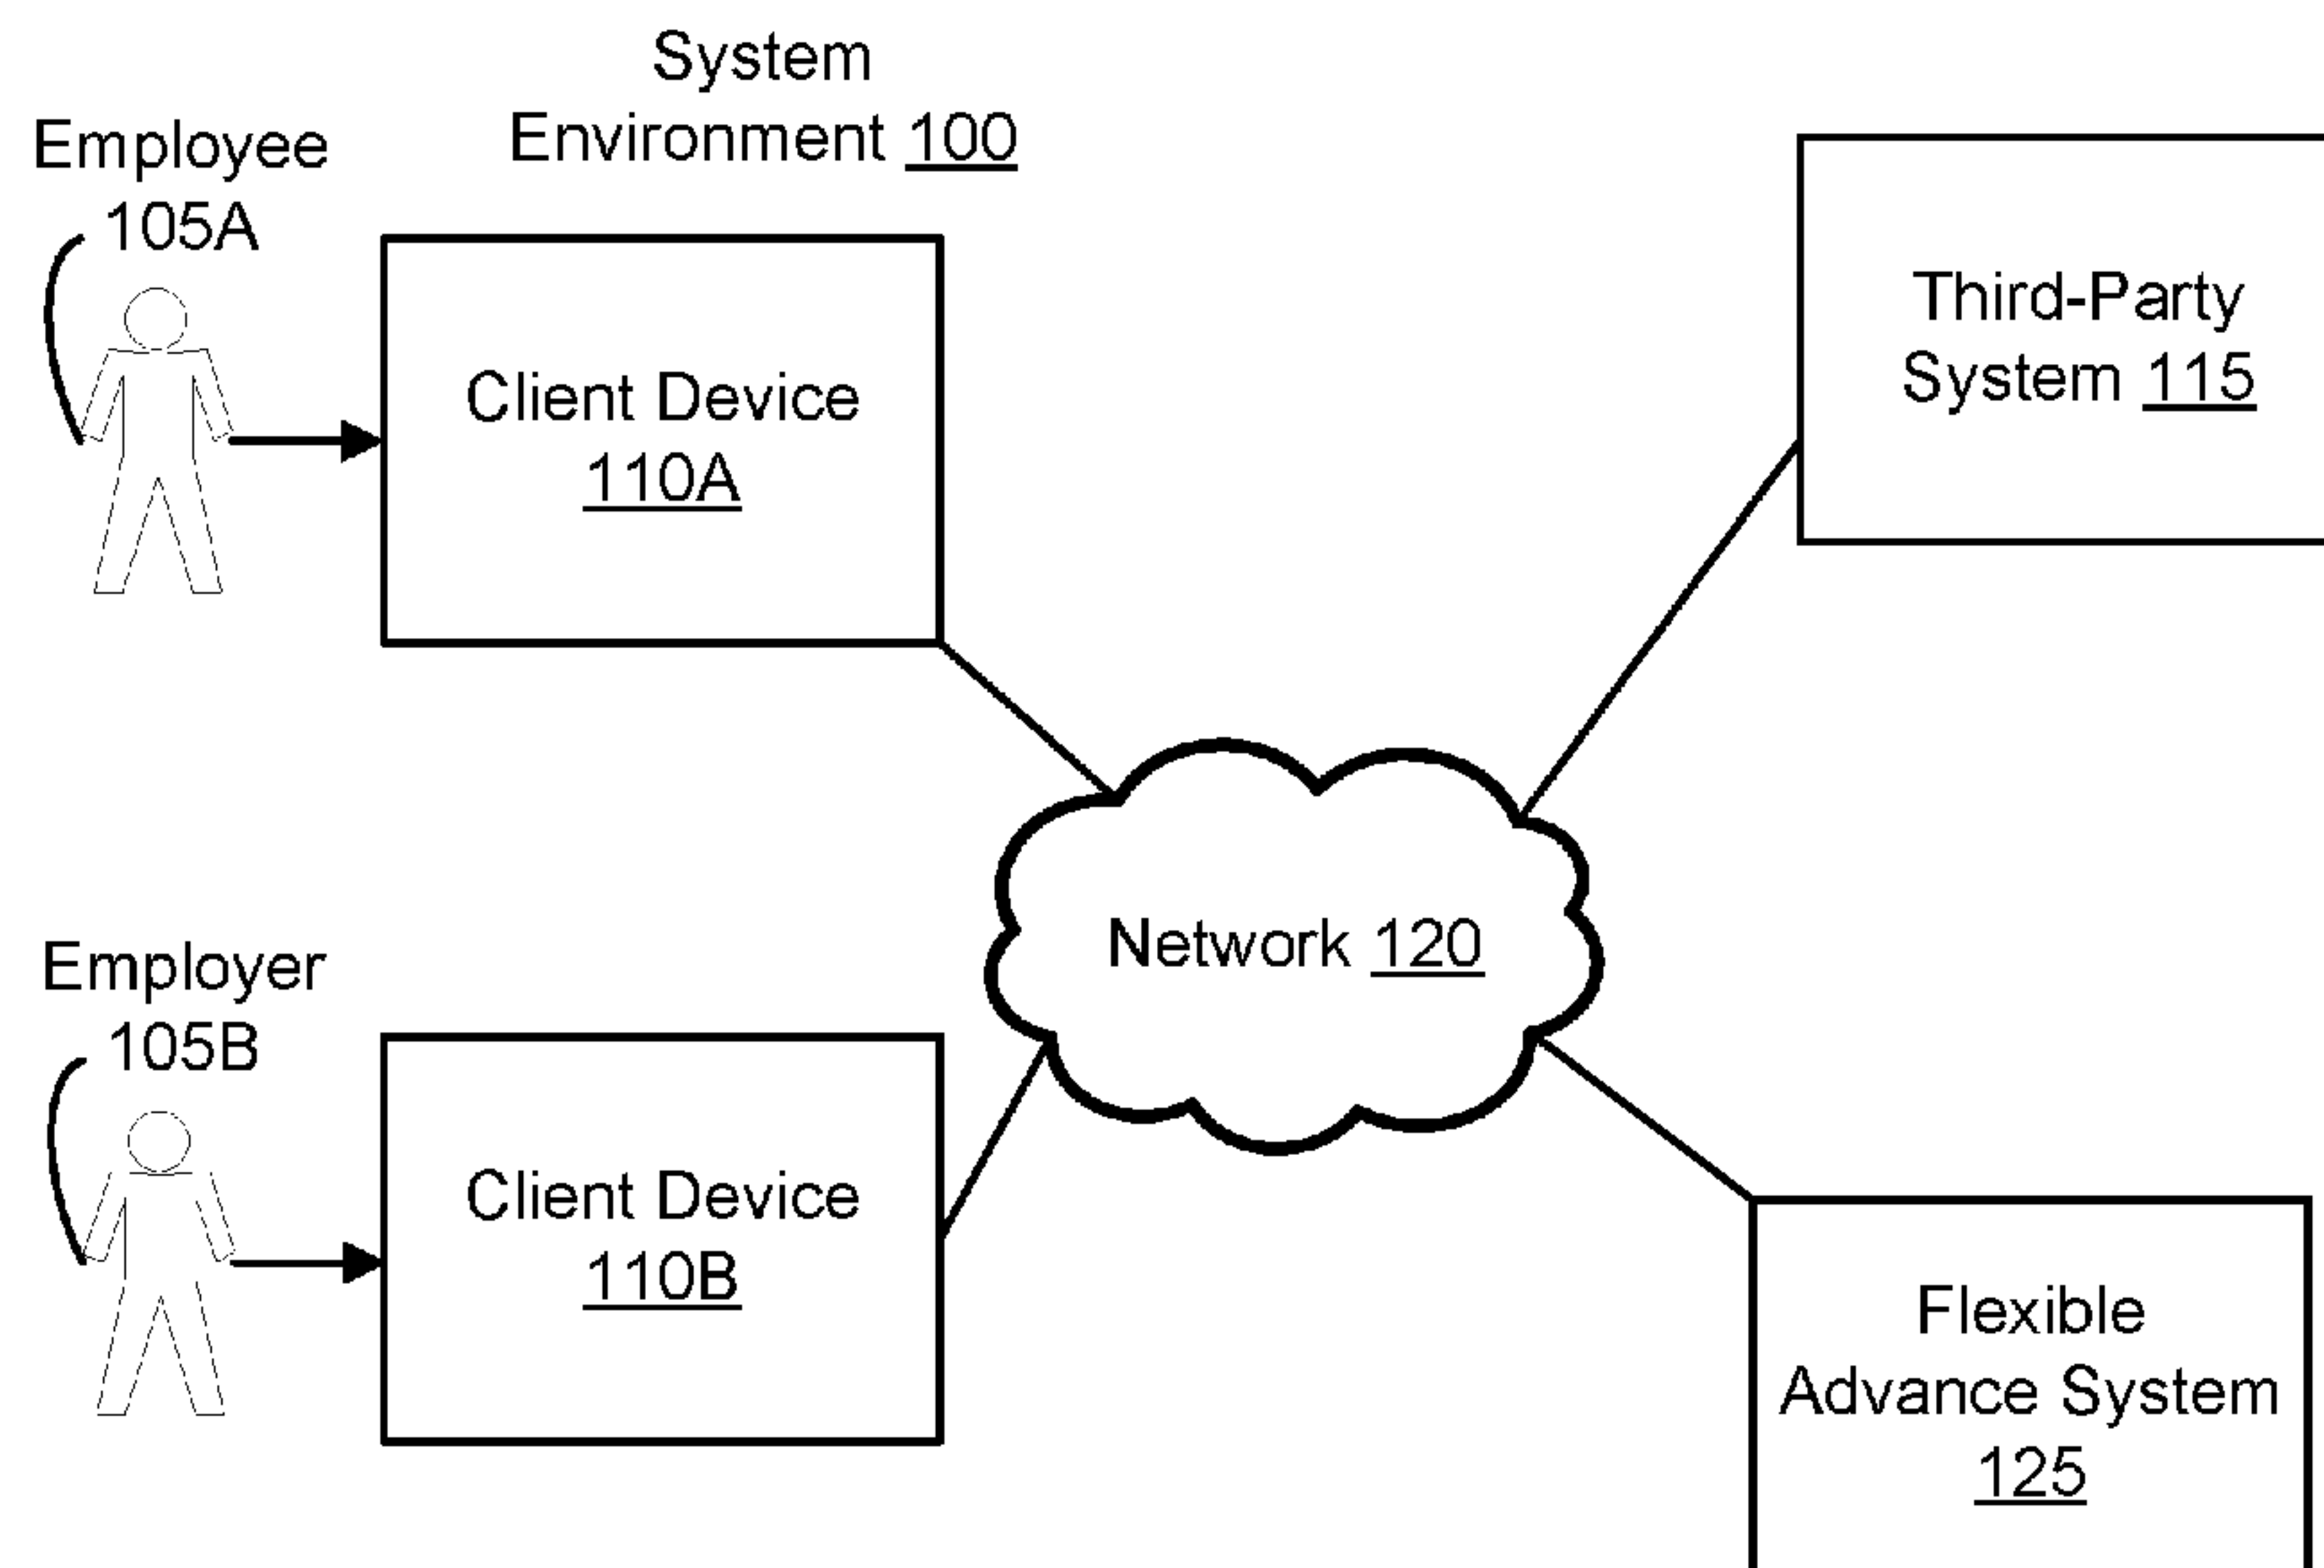 System
Environment 100
Employee
105A
Client Device
110A
Third-Party
System 115
Network 120
Employer
105B
Client Device
110B
Flexible
Advance System
125